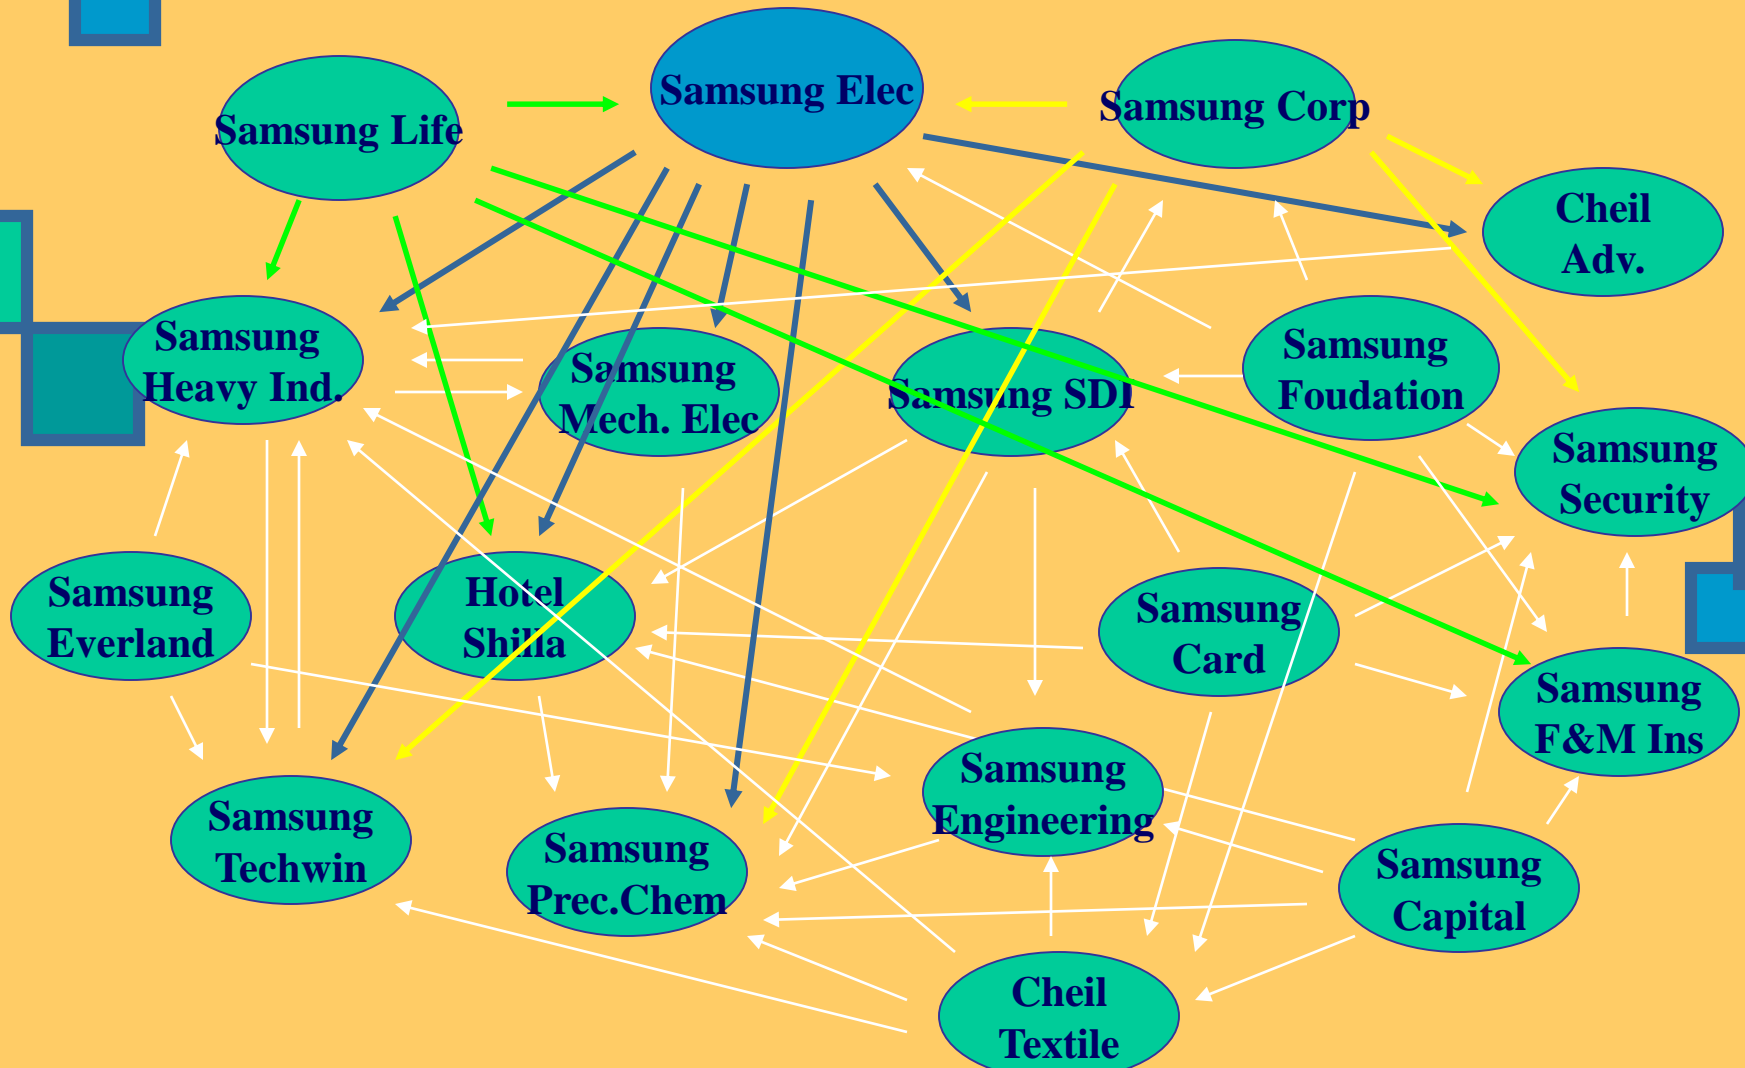 Samsung Elec
Samsung Life
Samsung Corp
Cheil
Adv.
Samsung
Heavy Ind.
Samsung
Mech. Elec
Samsung SDI
Samsung
Foudation
Samsung
Security
Samsung
Everland
Hotel
Shilla
Samsung
Card
Samsung
F&M Ins
Samsung
Techwin
Samsung
Prec.Chem
Samsung
Engineering
Samsung
Capital
Cheil
Textile